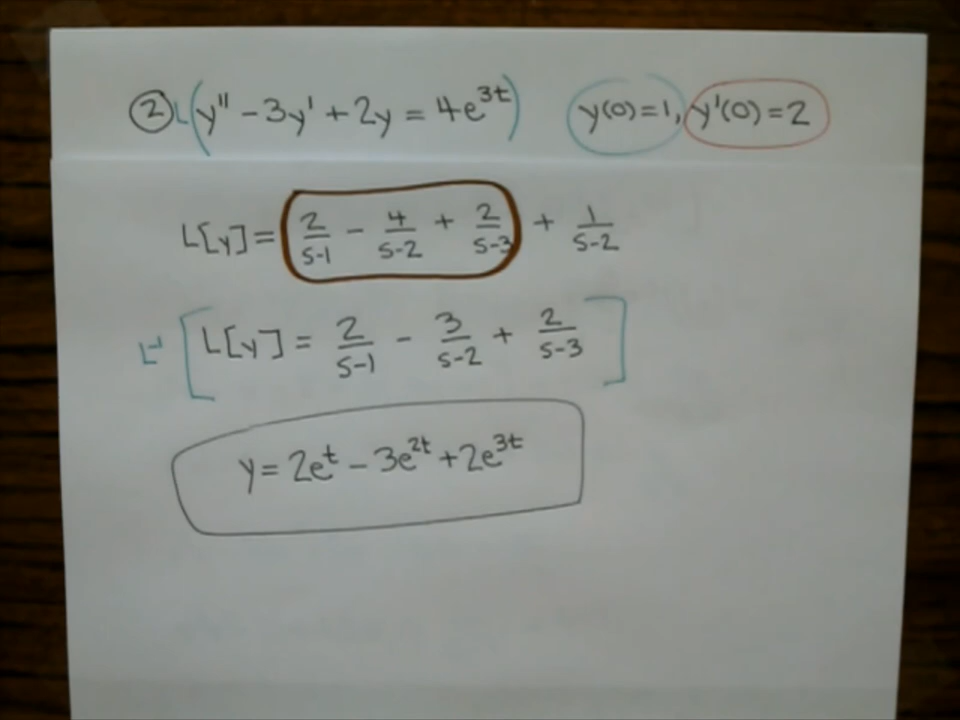 ② L(y'' - 3y' + 2y = 4e^{3t}) y(0)=1, y'(0)=2
L[y] = 2/(s-1) - 4/(s-2) + 2/(s-3) + 1/(s-2)
L⁻¹ [L[y] = 2/(s-1) - 3/(s-2) + 2/(s-3)]
y = 2e^t - 3e^{2t} + 2e^{3t}